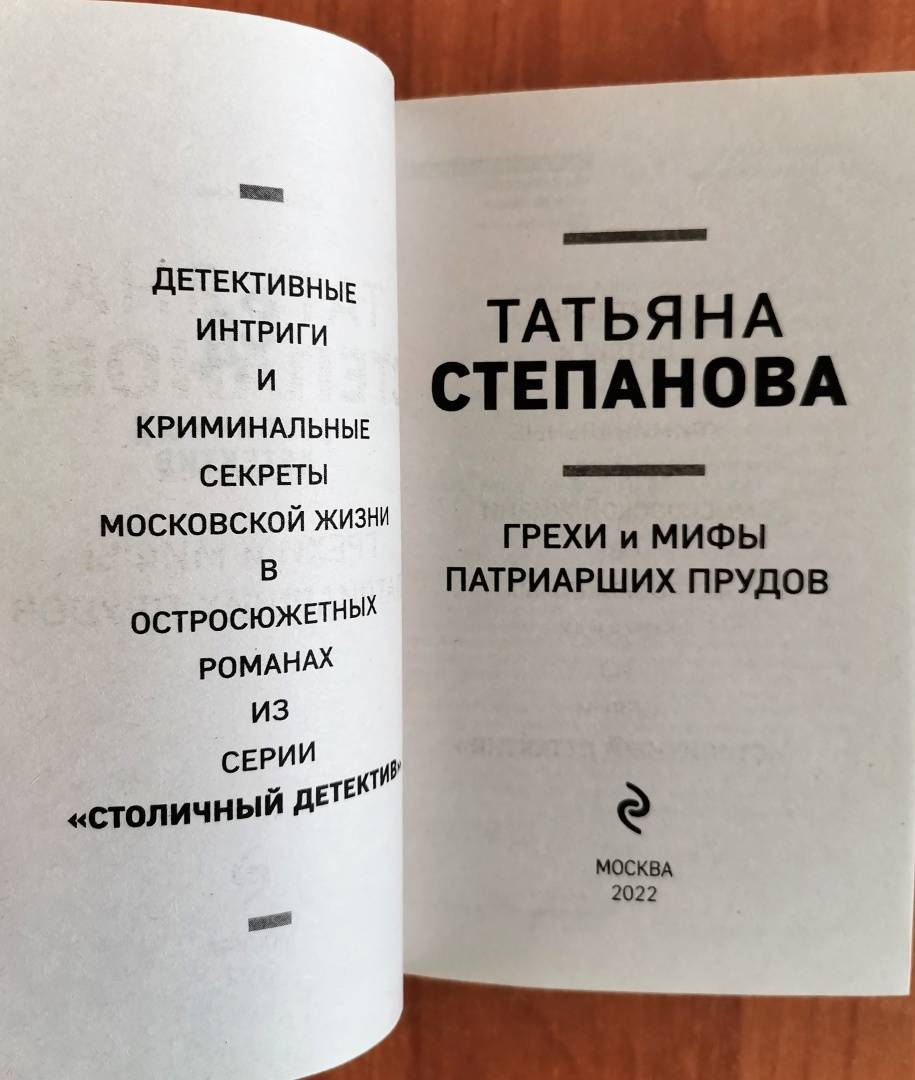 ДЕТЕКТИВНЫЕ
ИНТРИГИ
И
КРИМИНАЛЬНЫЕ
СЕКРЕТЫ
МОСКОВСКОЙ ЖИЗНИ
В
ОСТРОСЮЖЕТНЫХ
РОМАНАХ
ИЗ
СЕРИИ
«СТОЛИЧНЫЙ ДЕТЕКТИВ»
ТАТЬЯНА
СТЕПАНОВА
ГРЕХИ и МИФЫ
ПАТРИАРШИХ ПРУДОВ
МОСКВА
2022